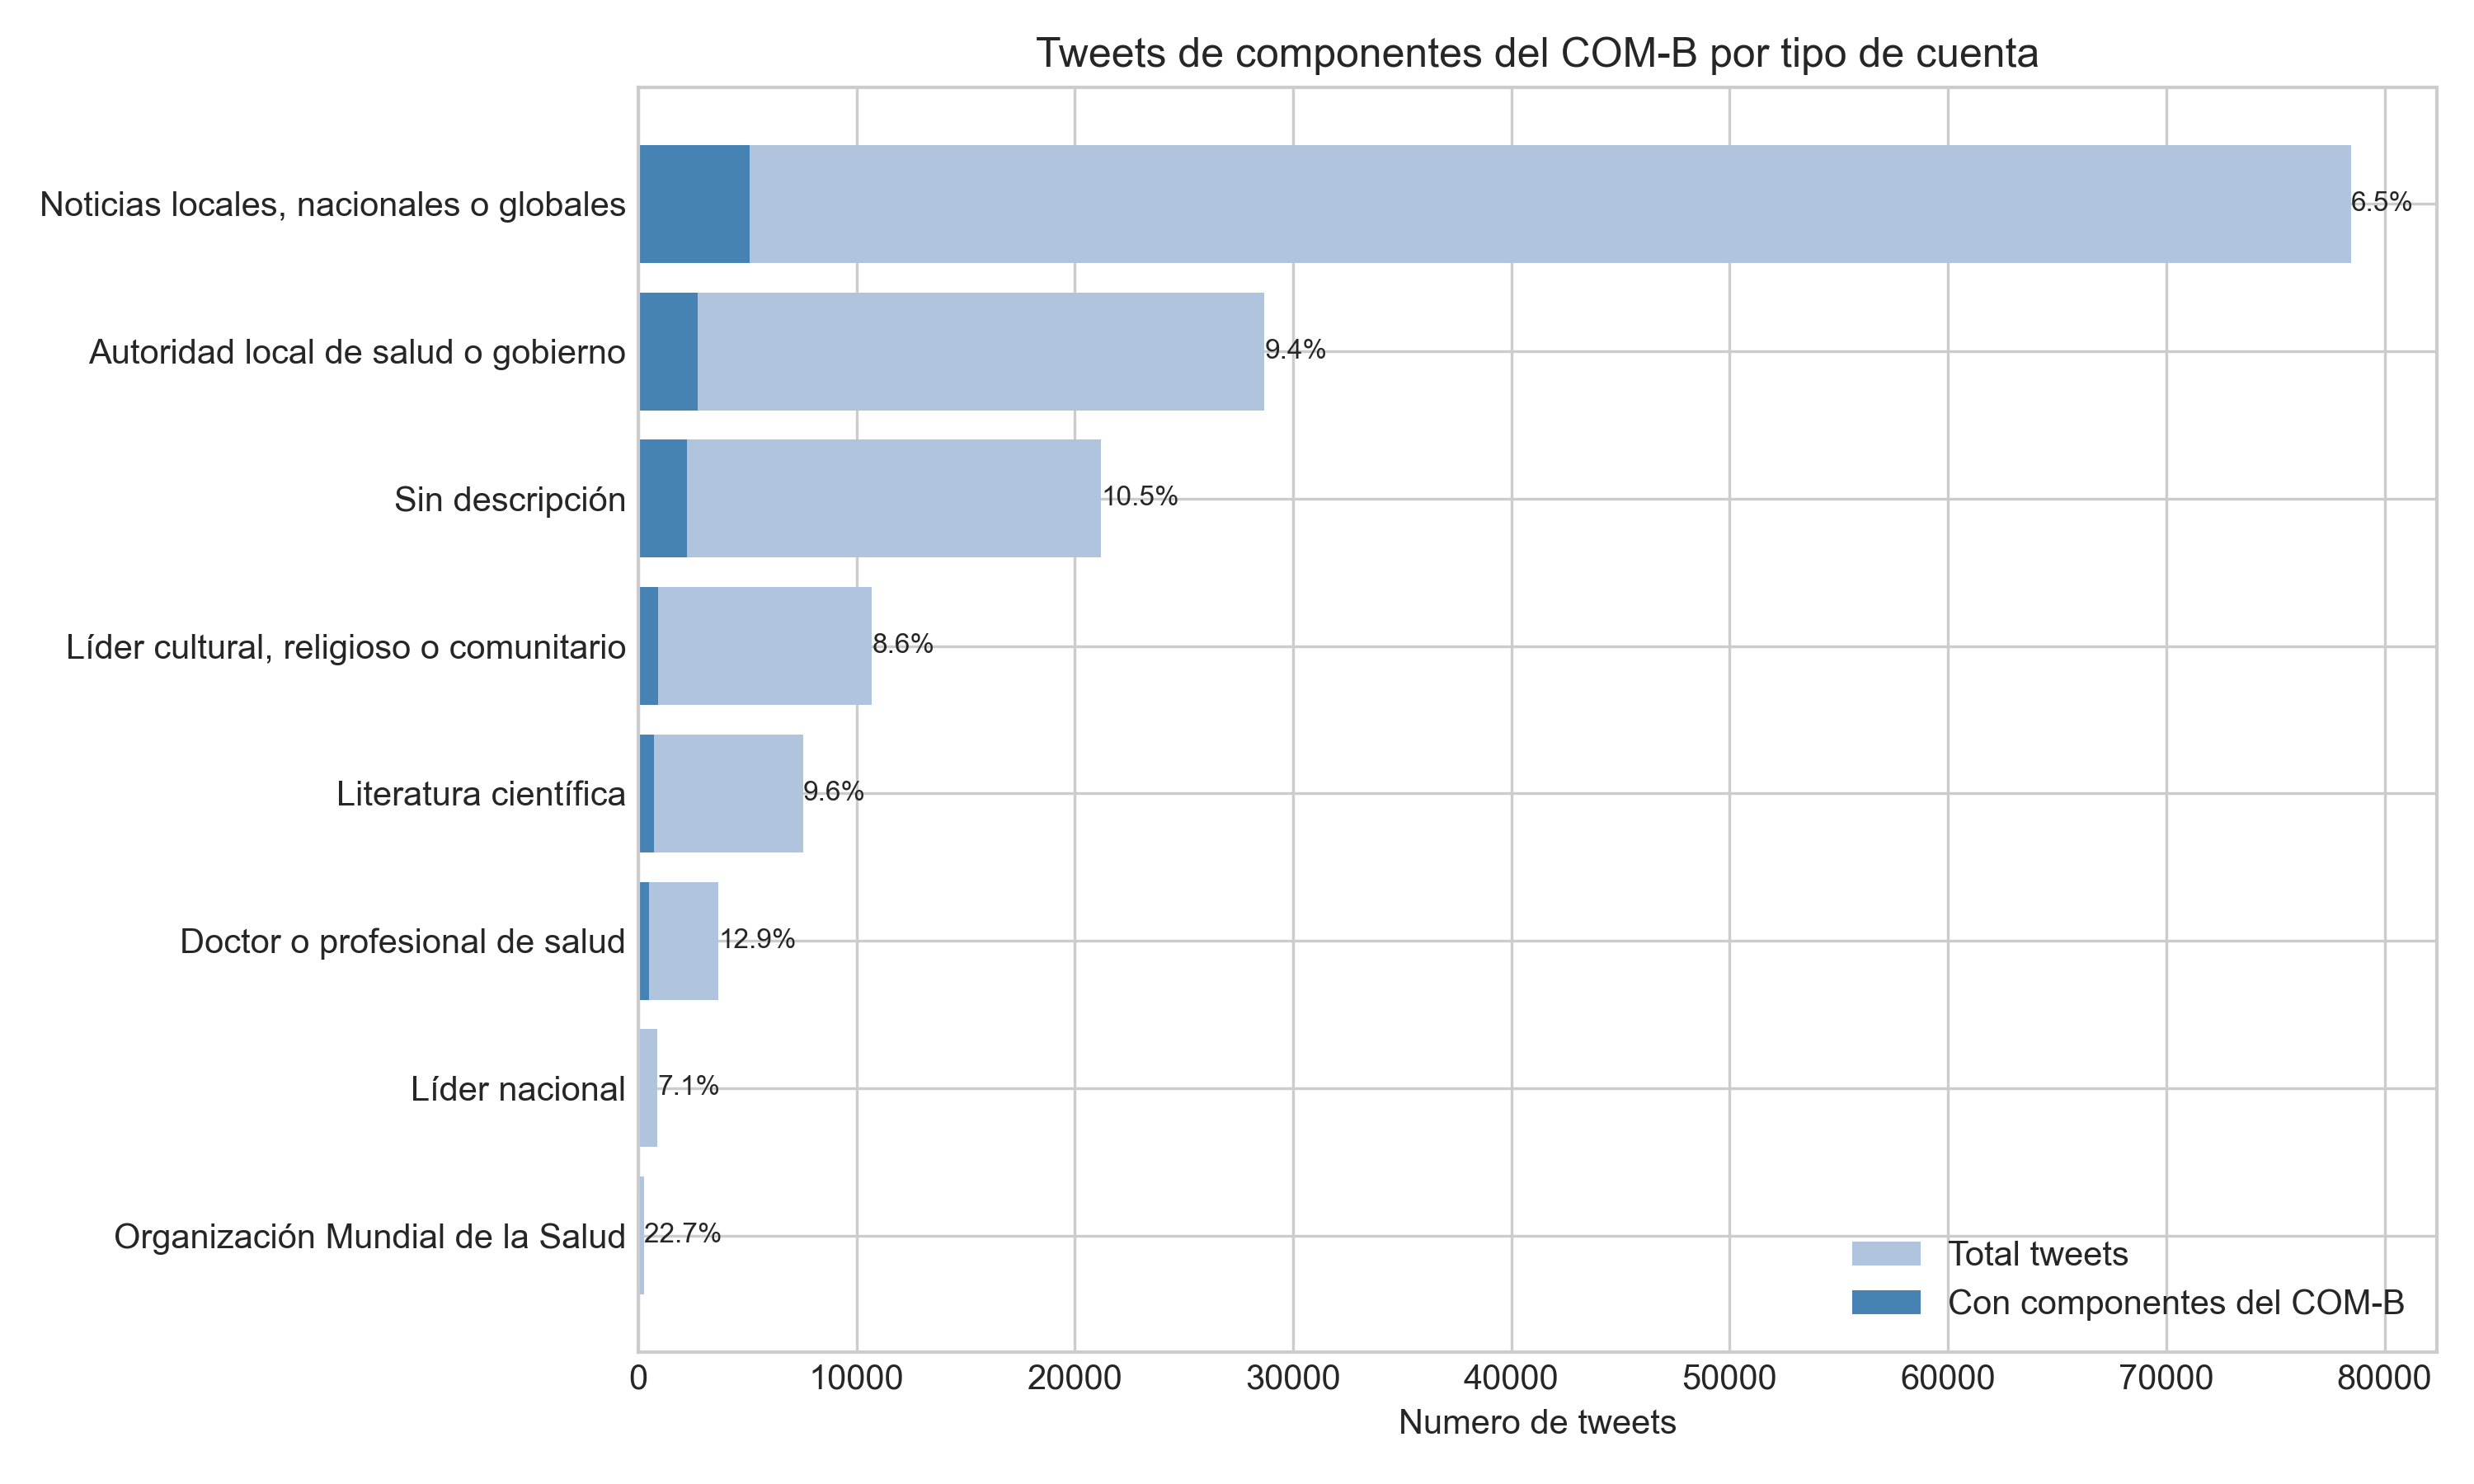 Tweets de componentes del COM-B por tipo de cuenta
Noticias locales, nacionales o globales
6.5%
Autoridad local de salud o gobierno
9.4%
Sin descripción
10.5%
Líder cultural, religioso o comunitario
8.6%
Literatura científica
9.6%
Doctor o profesional de salud
12.9%
Líder nacional
7.1%
Organización Mundial de la Salud
22.7%
Total tweets
Con componentes del COM-B
0 10000 20000 30000 40000 50000 60000 70000 80000
Numero de tweets